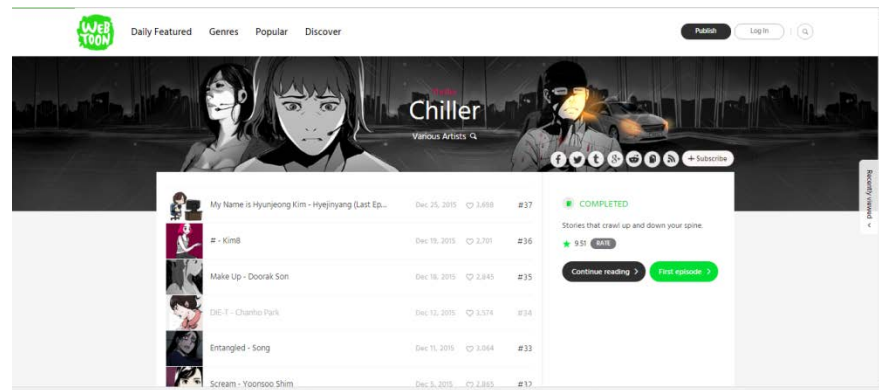 WEB
TOON
Daily Featured Genres Popular Discover
Publish Log In
Chiller
Various Artists
+ Subscribe
Recently viewed
My Name is Hyunjeong Kim - Hyejinyang (Last Ep... Dec 25, 2015 3,698 #37
# - KimB Dec 19, 2015 2,701 #36
Make Up - Doorak Son Dec 18, 2015 2,845 #35
DiE-T - Chanho Park Dec 12, 2015 2,574 #34
Entangled - Song Dec 11, 2015 3,064 #33
Scream - Yoonsoo Shim Dec 5, 2015 2,865 #32
COMPLETED
Stories that crawl up and down your spine.
9.51 RATE
Continue reading First episode